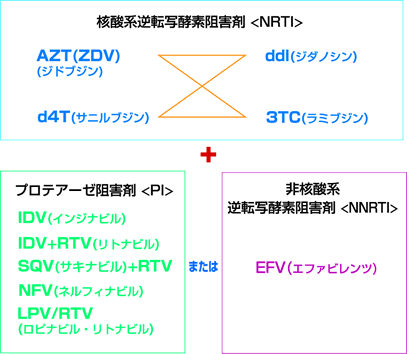 核酸系逆転写酵素阻害剤 <NRTI>
AZT(ZDV)
(ジドブジン)
ddI(ジダノシン)
d4T(サニルブジン)
3TC(ラミブジン)
+
プロテアーゼ阻害剤 <PI>
IDV(インジナビル)
IDV+RTV(リトナビル)
SQV(サキナビル)+RTV
NFV(ネルフィナビル)
LPV/RTV
(ロピナビル・リトナビル)
または
非核酸系
逆転写酵素阻害剤 <NNRTI>
EFV(エファビレンツ)